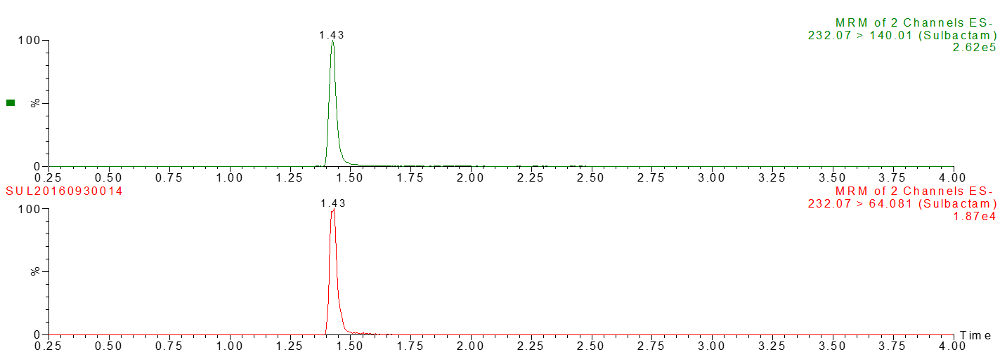 MRM of 2 Channels ES-
232.07 > 140.01 (Sulbactam)
2.62e5
1.43
100
%
0
0.25 0.50 0.75 1.00 1.25 1.50 1.75 2.00 2.25 2.50 2.75 3.00 3.25 3.50 3.75 4.00
SUL20160930014
MRM of 2 Channels ES-
232.07 > 64.081 (Sulbactam)
1.87e4
1.43
100
%
0
Time
0.25 0.50 0.75 1.00 1.25 1.50 1.75 2.00 2.25 2.50 2.75 3.00 3.25 3.50 3.75 4.00